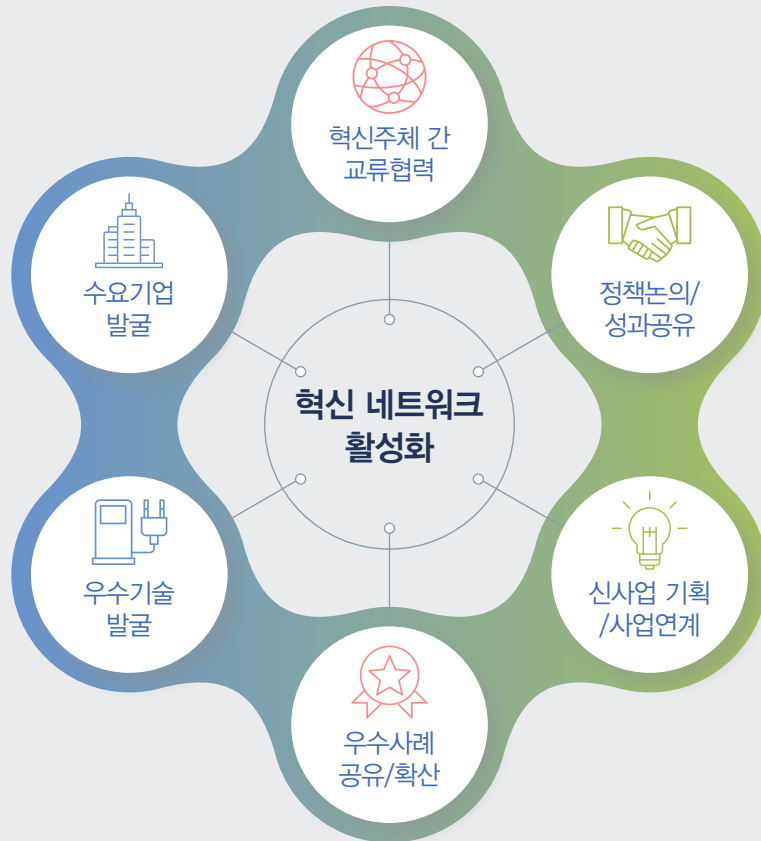 혁신주체 간
교류협력
수요기업
발굴
정책논의/
성과공유
혁신 네트워크
활성화
우수기술
발굴
신사업 기획
/사업연계
우수사례
공유/확산